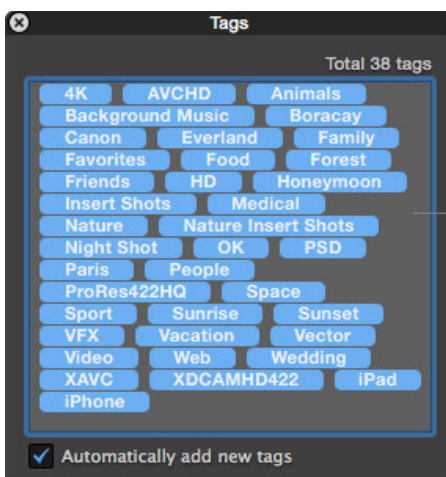 Tags
Total 38 tags
4K AVCHD Animals
Background Music Boracay
Canon Everland Family
Favorites Food Forest
Friends HD Honeymoon
Insert Shots Medical
Nature Nature Insert Shots
Night Shot OK PSD
Paris People
ProRes422HQ Space
Sport Sunrise Sunset
VFX Vacation Vector
Video Web Wedding
XAVC XDCAMHD422 iPad
iPhone
Automatically add new tags